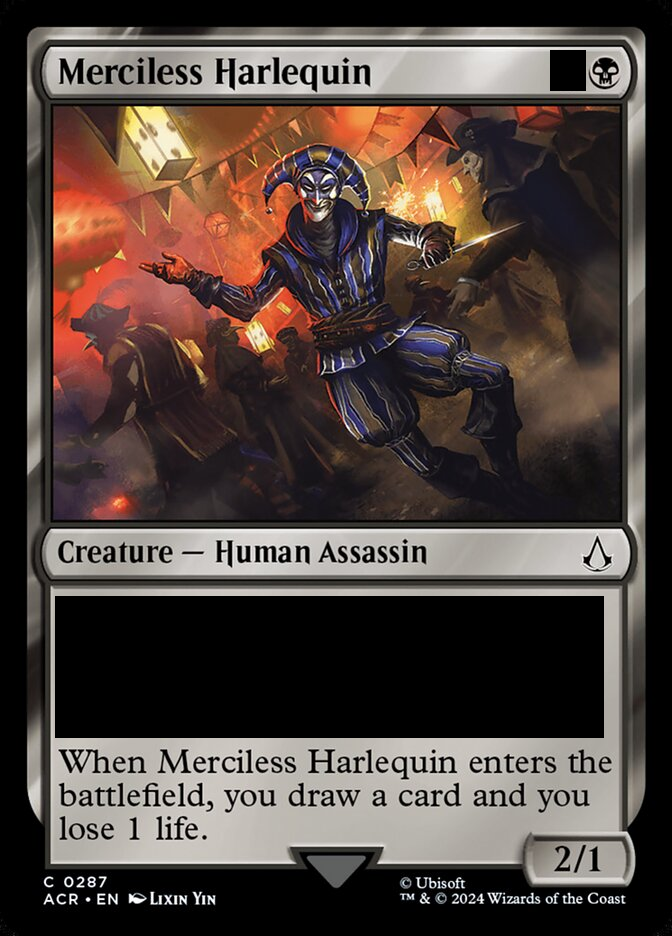 Merciless Harlequin
Creature — Human Assassin
When Merciless Harlequin enters the
battlefield, you draw a card and you
lose 1 life.
2/1
C 0287
ACR • EN Lixin Yin
© Ubisoft
™ & © 2024 Wizards of the Coast